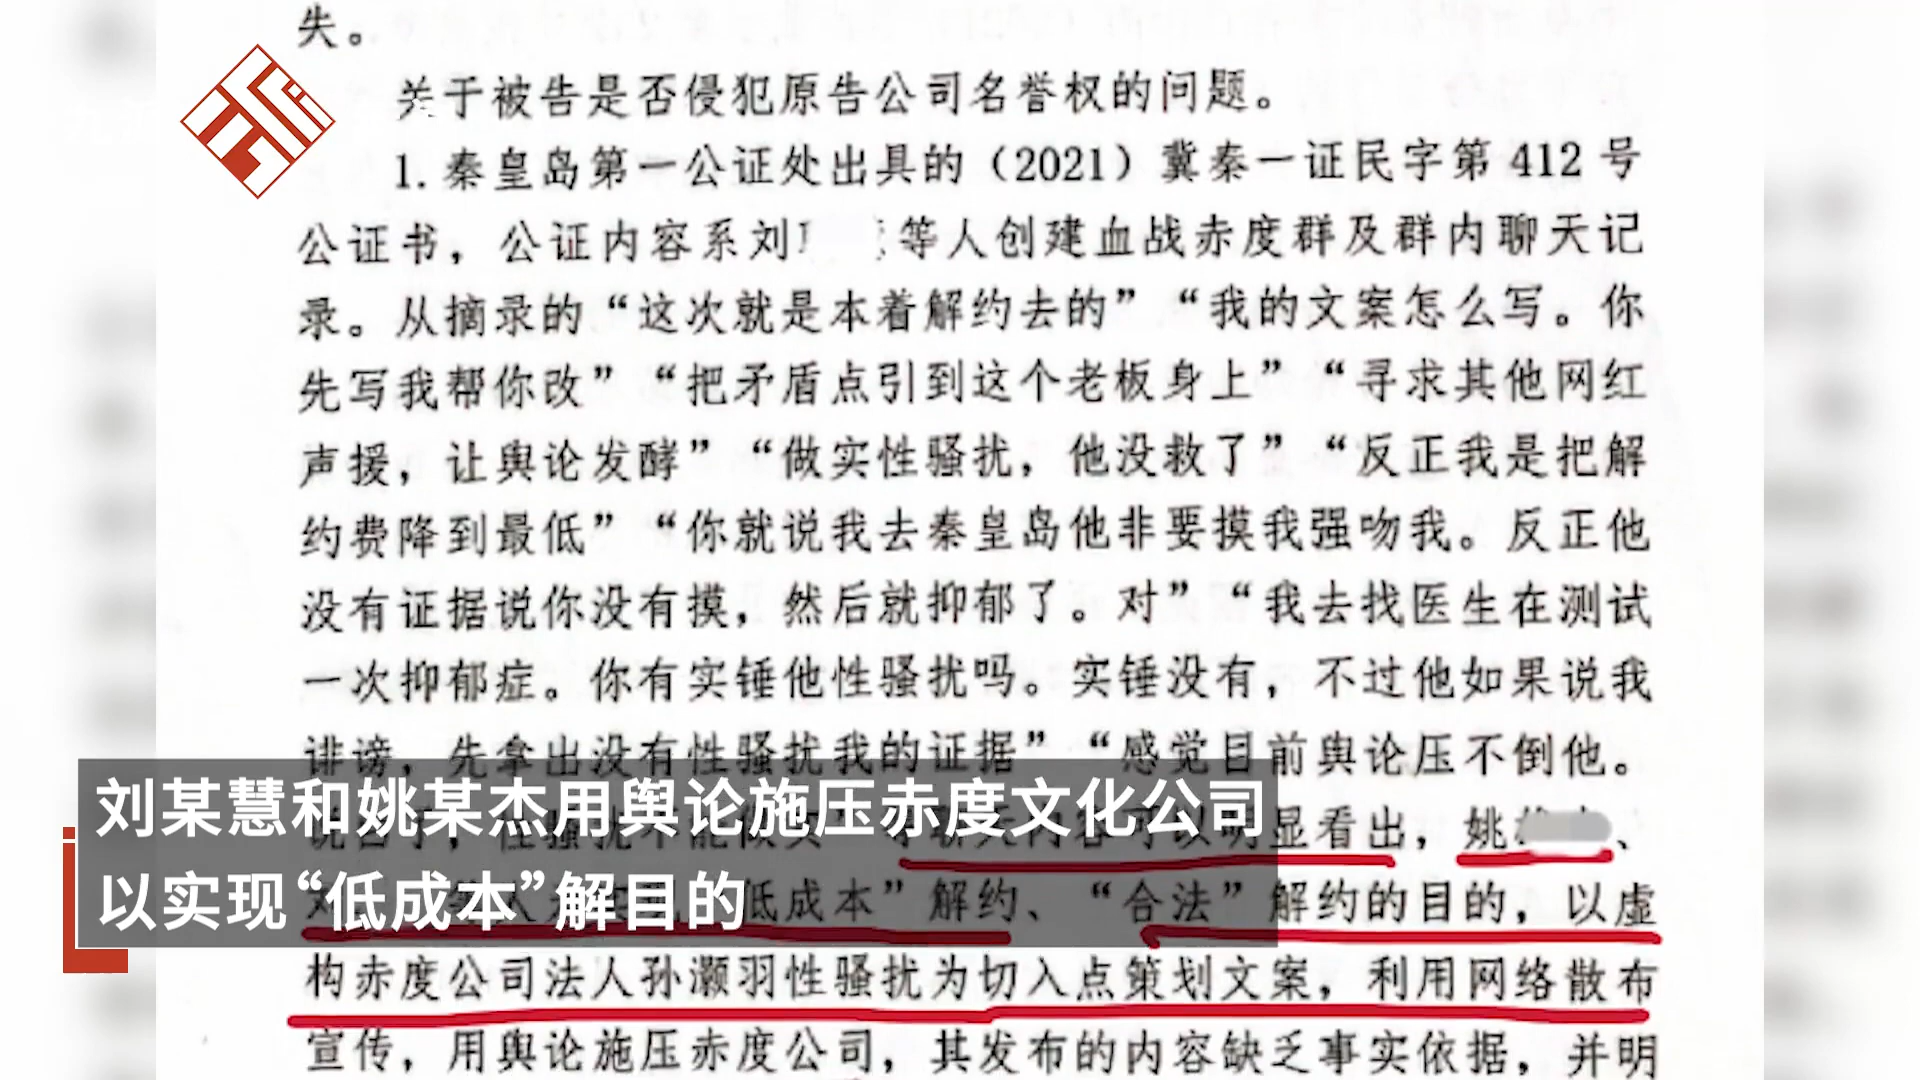 失。
关于被告是否侵犯原告公司名誉权的问题。
1. 秦皇岛第一公证处出具的（2021）冀秦一证民字第 412 号
公证书，公证内容系刘 等人创建血战赤度群及群内聊天记
录。从摘录的“这次就是本着解约去的”“我的文案怎么写。你
先写我帮你改”“把矛盾点引到这个老板身上”“寻求其他网红
声援，让舆论发酵”“做实性骚扰，他没救了”“反正我是把解
约费降到最低”“你就说我去秦皇岛他非要摸我强吻我。反正他
没有证据说你没有摸，然后就抑郁了。对”“我去找医生在测试
一次抑郁症。你有实锤他性骚扰吗。实锤没有，不过他如果说我
诽谤，先拿出没有性骚扰我的证据”“感觉目前舆论压不倒他。
显看出，姚 、
刘某慧和姚某杰用舆论施压赤度文化公司
低成本”解约、“合法”解约的目的，以虚
以实现“低成本”解目的
构赤度公司法人孙灏羽性骚扰为切入点策划文案，利用网络散布
宣传，用舆论施压赤度公司，其发布的内容缺乏事实依据，并明